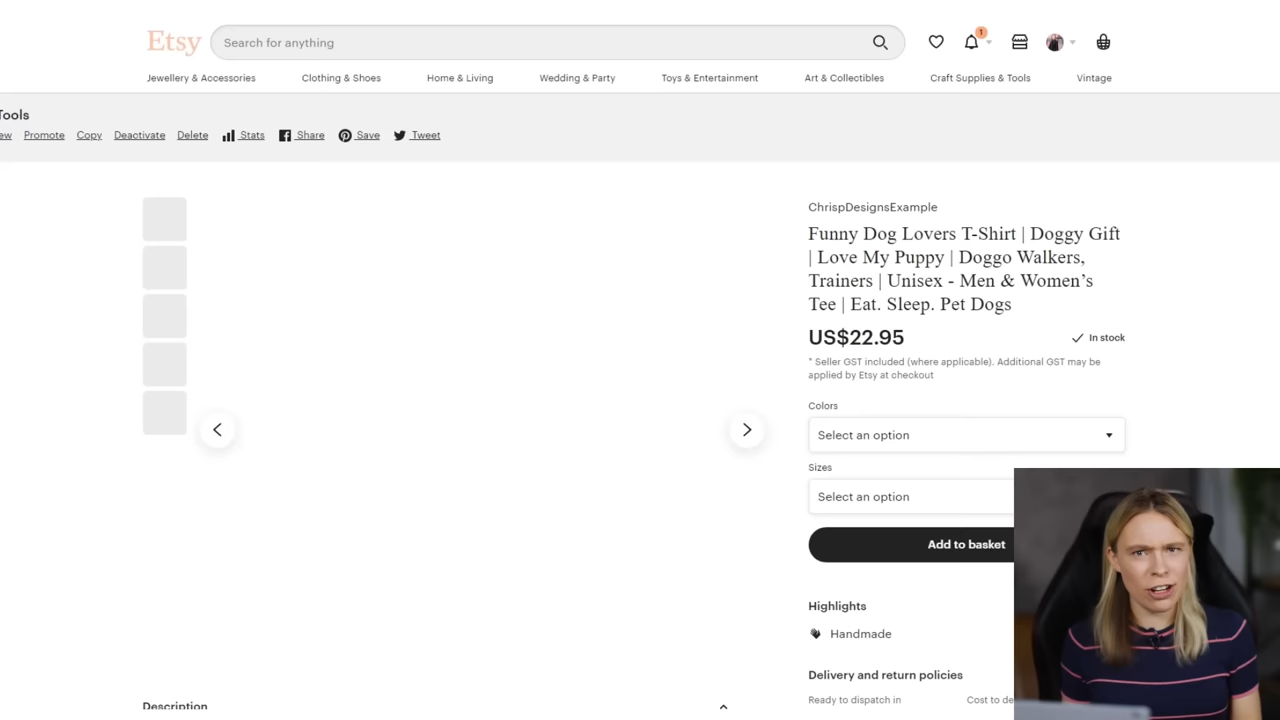 Etsy
Search for anything
1
Jewellery & Accessories
Clothing & Shoes
Home & Living
Wedding & Party
Toys & Entertainment
Art & Collectibles
Craft Supplies & Tools
Vintage
Tools
ew
Promote
Copy
Deactivate
Delete
Stats
Share
Save
Tweet
ChrispDesignsExample
Funny Dog Lovers T-Shirt | Doggy Gift
| Love My Puppy | Doggo Walkers,
Trainers | Unisex - Men & Women’s
Tee | Eat. Sleep. Pet Dogs
US$22.95
In stock
* Seller GST included (where applicable). Additional GST may be
applied by Etsy at checkout
Colors
Select an option
Sizes
Select an option
Add to basket
Highlights
Handmade
Delivery and return policies
Ready to dispatch in
Cost to de
Description